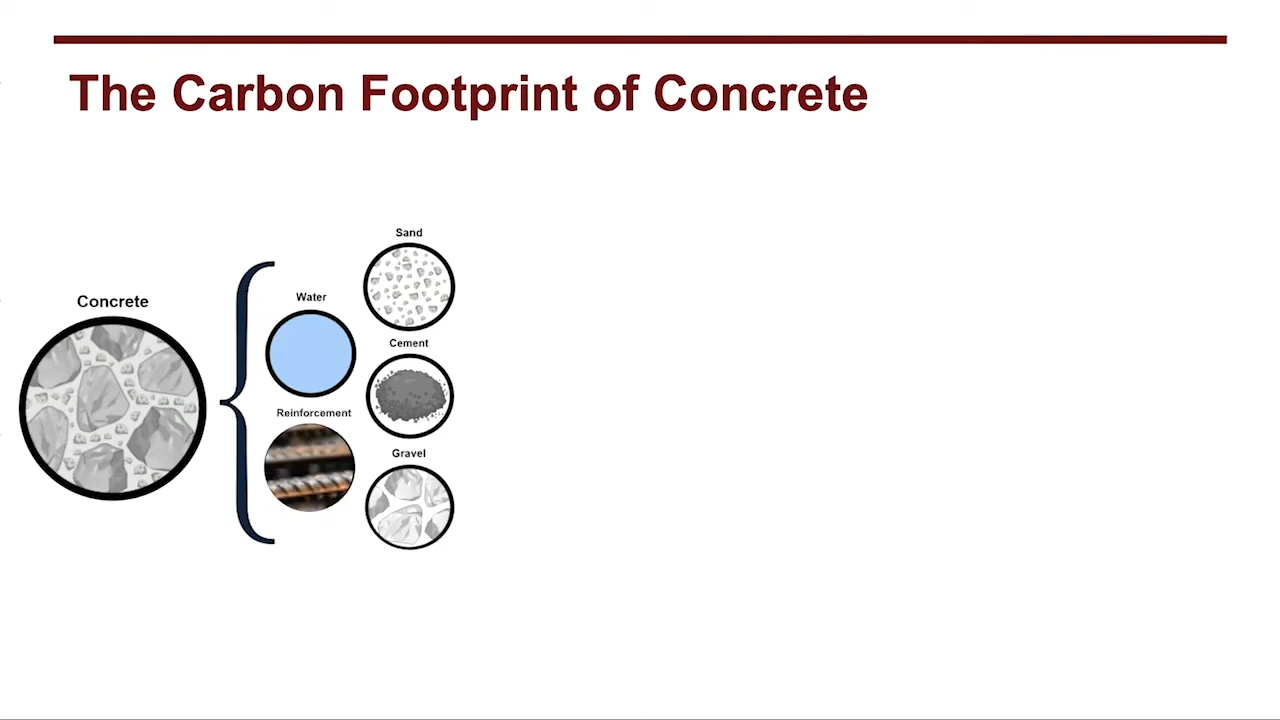 The Carbon Footprint of Concrete
Concrete
Water
Reinforcement
Sand
Cement
Gravel